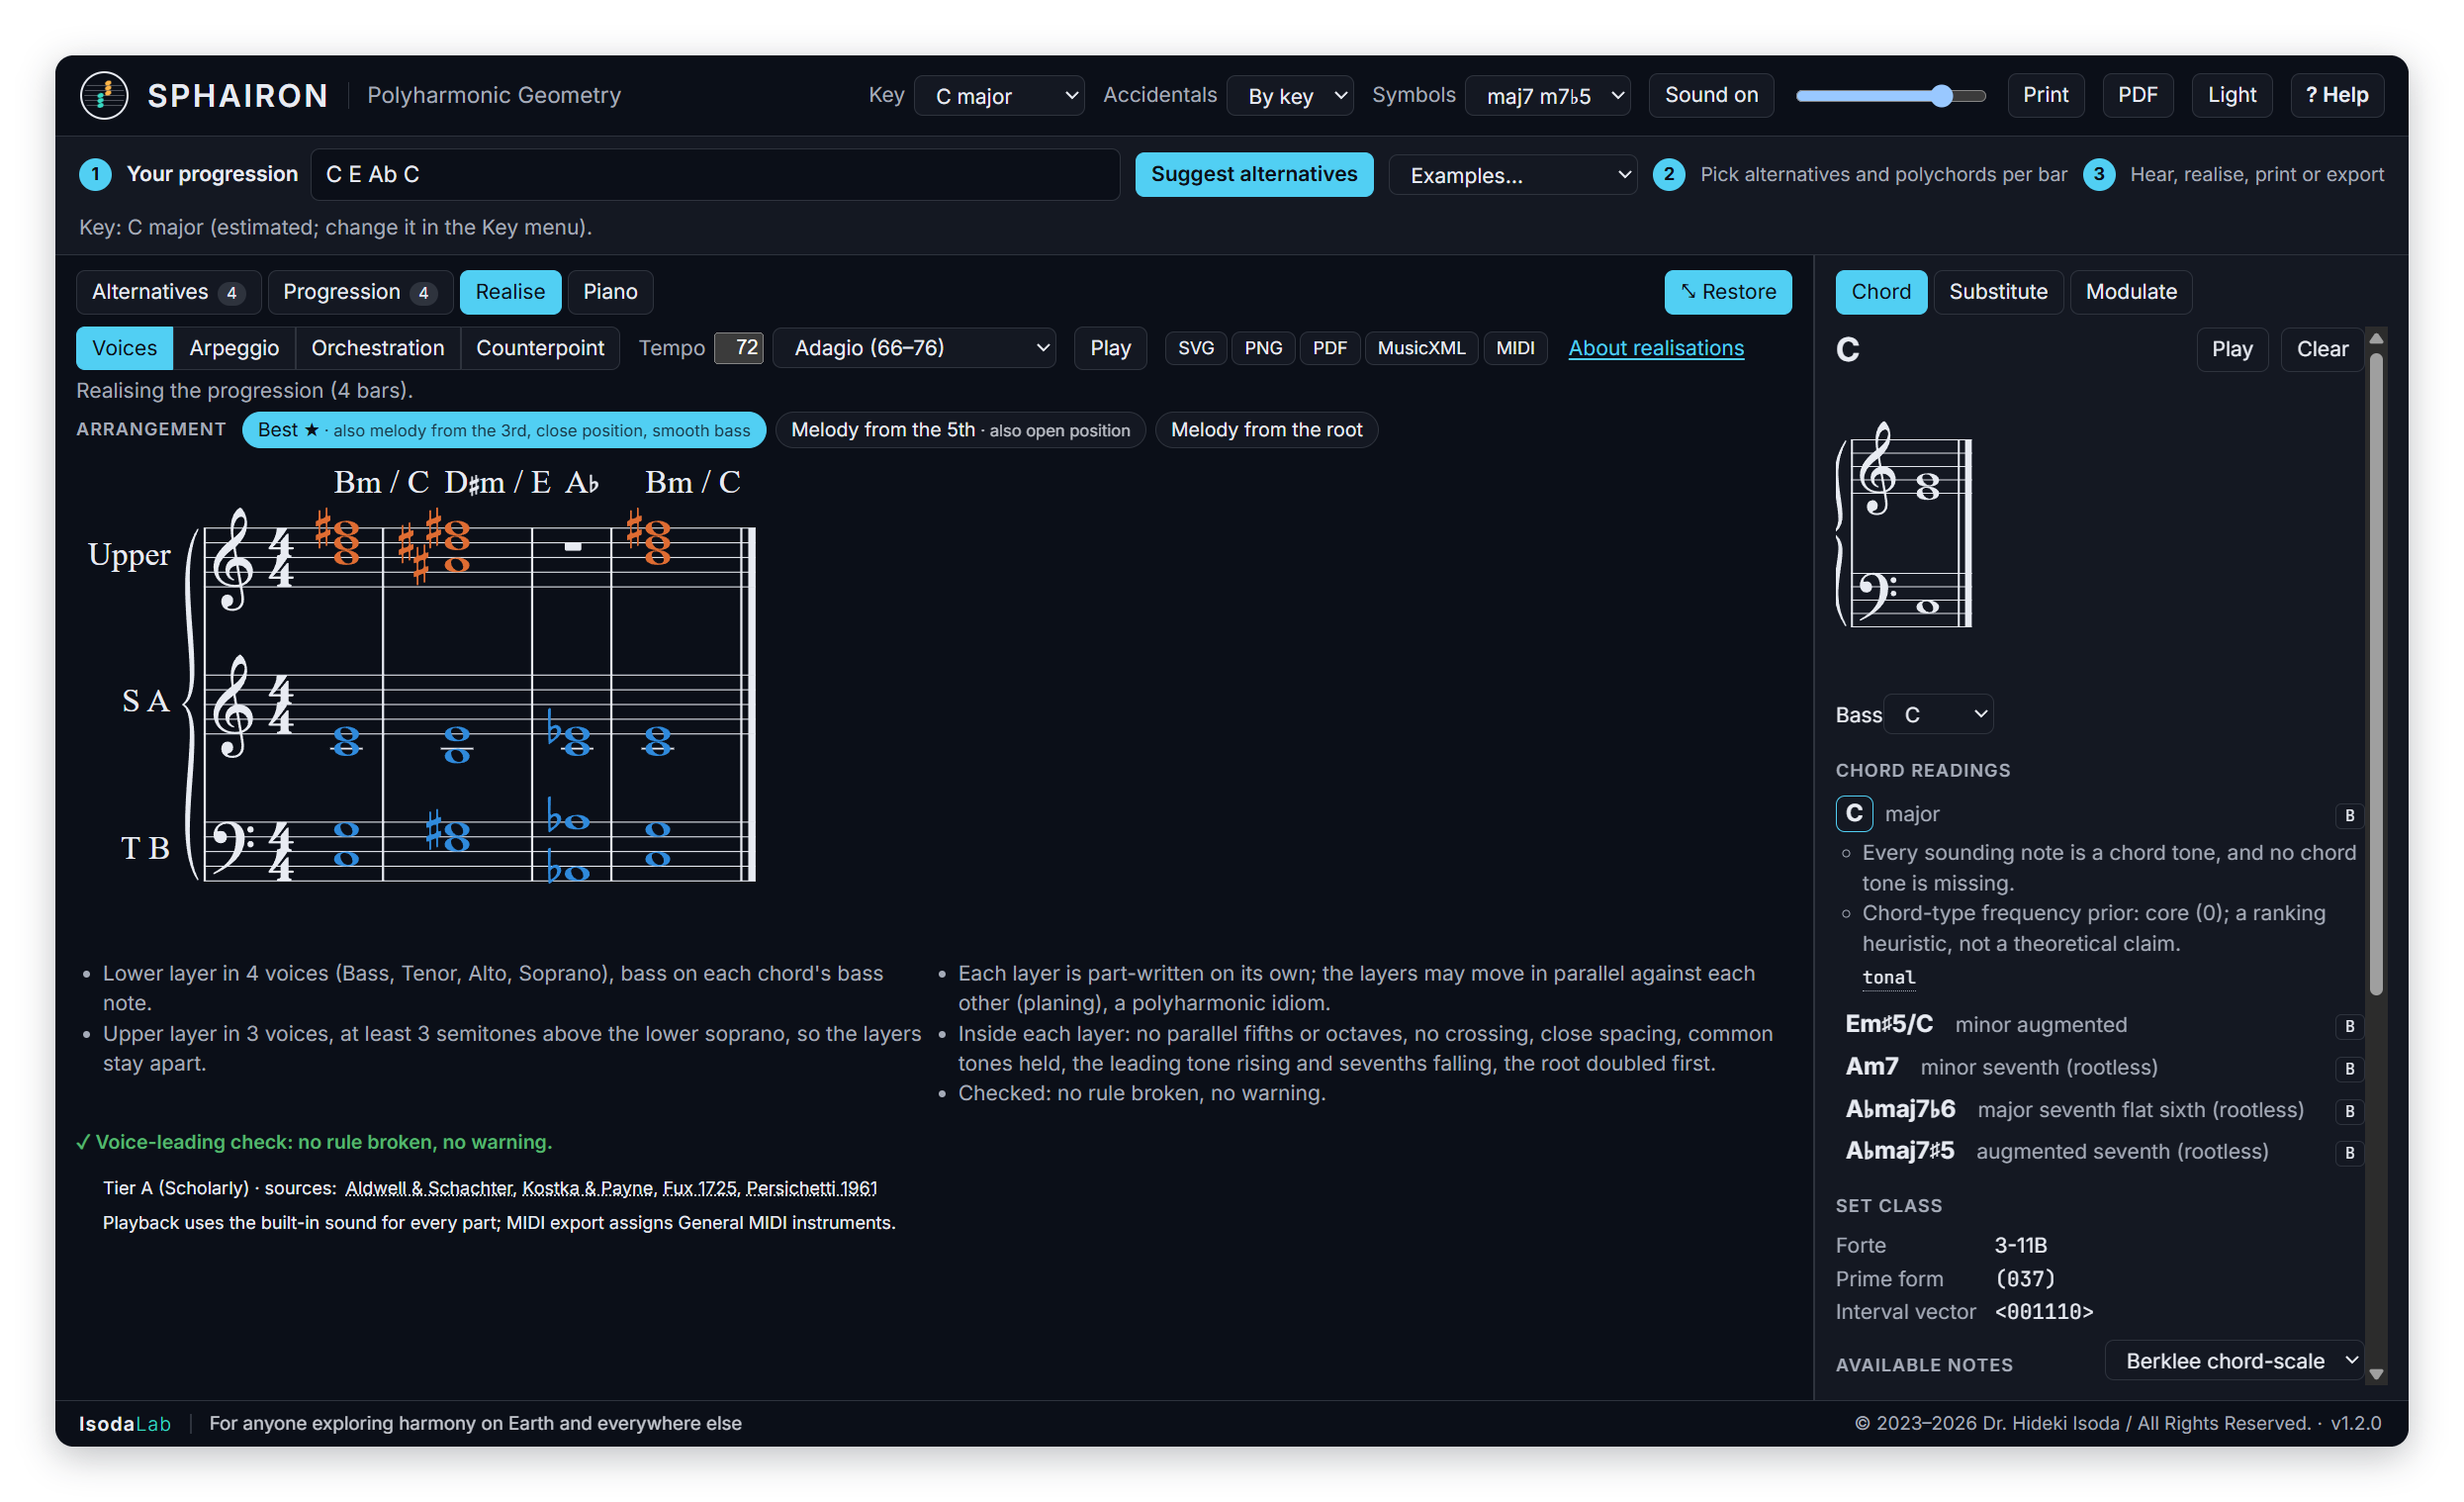 SPHAIRON Polyharmonic Geometry Key C major Accidentals By key Symbols maj7 m7♭5 Sound on Print PDF Light ? Help
1 Your progression C E Ab C Suggest alternatives Examples... 2 Pick alternatives and polychords per bar 3 Hear, realise, print or export
Key: C major (estimated; change it in the Key menu).
Alternatives 4 Progression 4 Realise Piano ⤡ Restore
Voices Arpeggio Orchestration Counterpoint Tempo 72 Adagio (66–76) Play SVG PNG PDF MusicXML MIDI About realisations
Realising the progression (4 bars).
ARRANGEMENT Best ★ · also melody from the 3rd, close position, smooth bass Melody from the 5th · also open position Melody from the root
Bm / C D♯m / E A♭ Bm / C
Upper
S A
T B
Lower layer in 4 voices (Bass, Tenor, Alto, Soprano), bass on each chord's bass
note.
Upper layer in 3 voices, at least 3 semitones above the lower soprano, so the layers
stay apart.
Each layer is part-written on its own; the layers may move in parallel against each
other (planing), a polyharmonic idiom.
Inside each layer: no parallel fifths or octaves, no crossing, close spacing, common
tones held, the leading tone rising and sevenths falling, the root doubled first.
Checked: no rule broken, no warning.
✓ Voice-leading check: no rule broken, no warning.
Tier A (Scholarly) · sources: Aldwell & Schachter, Kostka & Payne, Fux 1725, Persichetti 1961
Playback uses the built-in sound for every part; MIDI export assigns General MIDI instruments.
Chord Substitute Modulate
C Play Clear
Bass C
CHORD READINGS
C major B
Every sounding note is a chord tone, and no chord
tone is missing.
Chord-type frequency prior: core (0); a ranking
heuristic, not a theoretical claim.
tonal
Em♯5/C minor augmented B
Am7 minor seventh (rootless) B
A♭maj7♭6 major seventh flat sixth (rootless) B
A♭maj7♯5 augmented seventh (rootless) B
SET CLASS
Forte 3-11B
Prime form (037)
Interval vector <001110>
AVAILABLE NOTES Berklee chord-scale
IsodaLab For anyone exploring harmony on Earth and everywhere else © 2023–2026 Dr. Hideki Isoda / All Rights Reserved. · v1.2.0